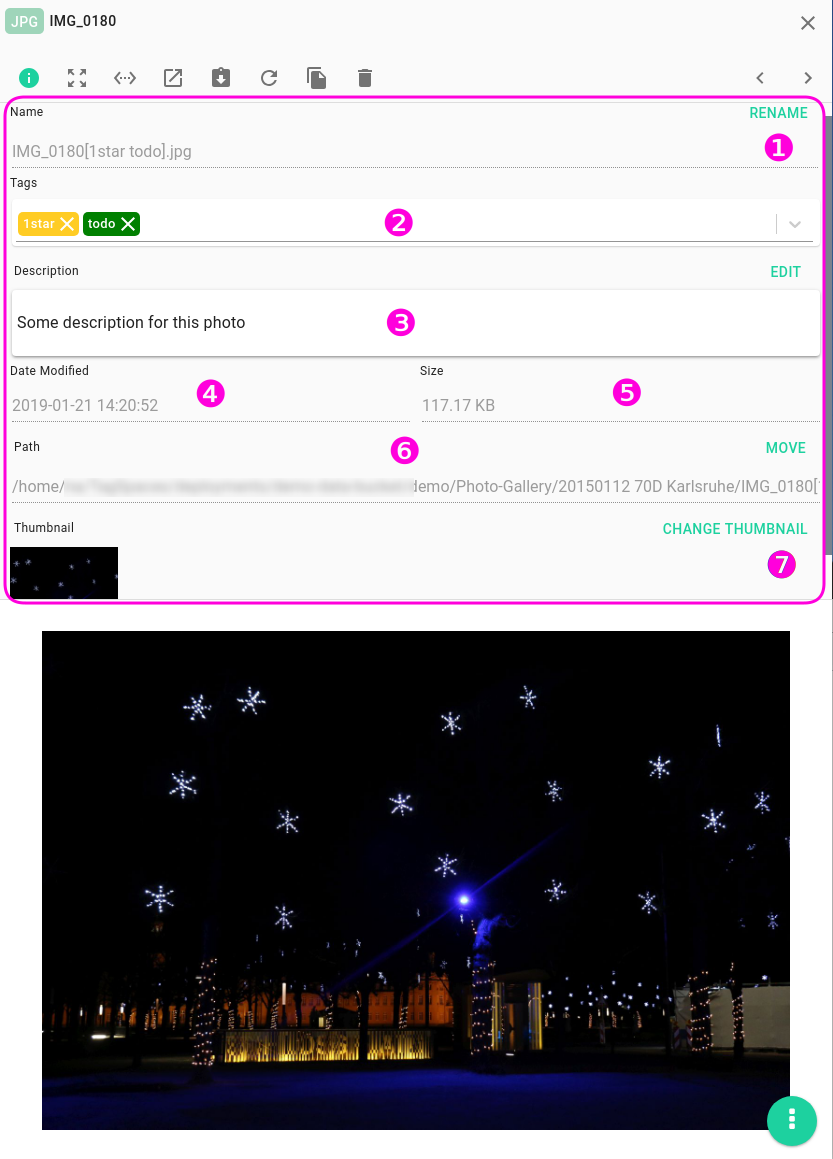 JPG IMG_0180
Name RENAME
IMG_0180[1star todo].jpg 1
Tags
1star todo 2
Description EDIT
Some description for this photo 3
Date Modified Size
4 5
2019-01-21 14:20:52 117.17 KB
Path 6 MOVE
/home/ demo/Photo-Gallery/20150112 70D Karlsruhe/IMG_0180[
Thumbnail CHANGE THUMBNAIL
7